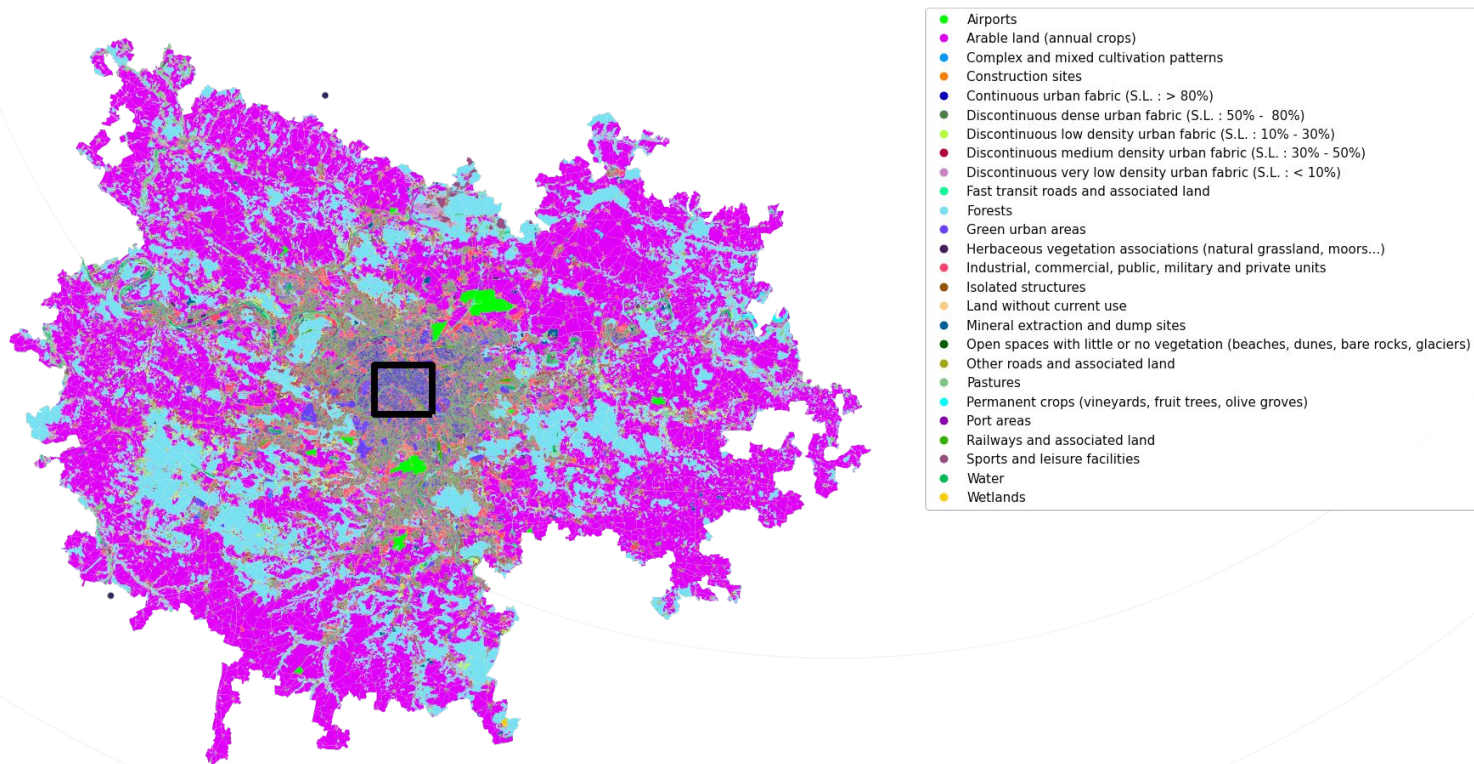 Airports
Arable land (annual crops)
Complex and mixed cultivation patterns
Construction sites
Continuous urban fabric (S.L. : > 80%)
Discontinuous dense urban fabric (S.L. : 50% -  80%)
Discontinuous low density urban fabric (S.L. : 10% - 30%)
Discontinuous medium density urban fabric (S.L. : 30% - 50%)
Discontinuous very low density urban fabric (S.L. : < 10%)
Fast transit roads and associated land
Forests
Green urban areas
Herbaceous vegetation associations (natural grassland, moors...)
Industrial, commercial, public, military and private units
Isolated structures
Land without current use
Mineral extraction and dump sites
Open spaces with little or no vegetation (beaches, dunes, bare rocks, glaciers)
Other roads and associated land
Pastures
Permanent crops (vineyards, fruit trees, olive groves)
Port areas
Railways and associated land
Sports and leisure facilities
Water
Wetlands